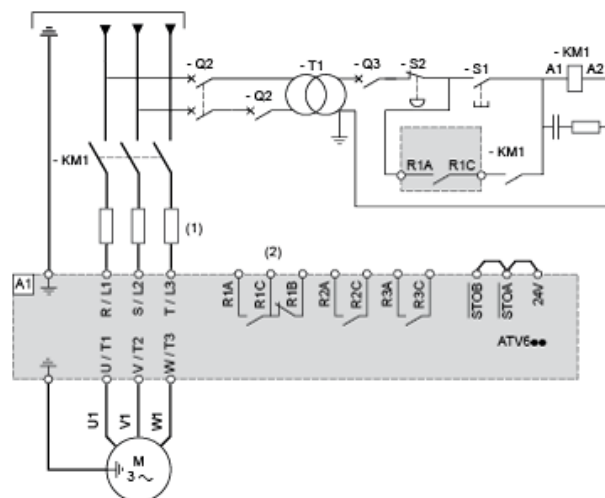 - Q2
- T1
- Q3
- S2
- S1
- KM1
A1
A2
- Q2
- KM1
- KM1
R1A
R1C
(1)
(2)
A1
R / L1
S / L2
T / L3
R1A
R1C
R1B
R2A
R2C
R3A
R3C
STOB
STOA
24V
ATV6●●
U / T1
V / T2
W / T3
U1
V1
W1
M
3 ~